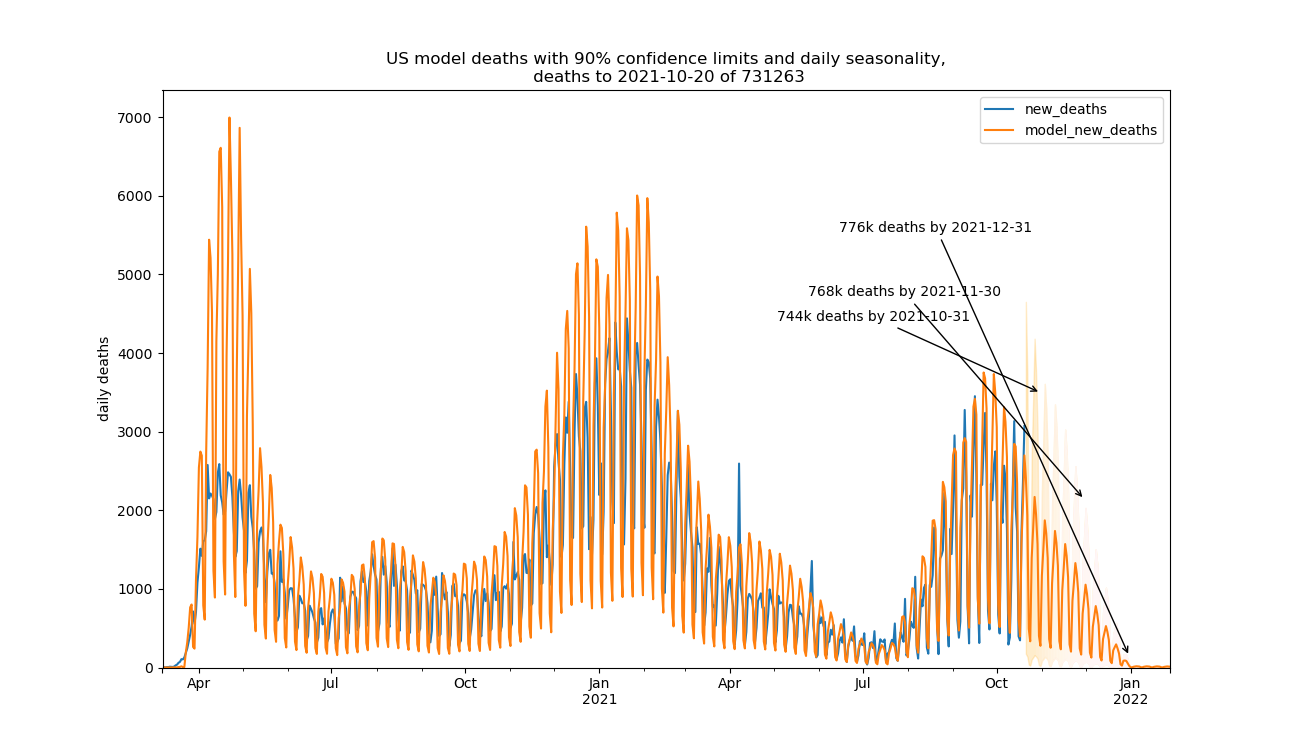 US model deaths with 90% confidence limits and daily seasonality,
deaths to 2021-10-20 of 731263
new_deaths
model_new_deaths
7000
6000
5000
4000
3000
2000
1000
0
daily deaths
776k deaths by 2021-12-31
768k deaths by 2021-11-30
744k deaths by 2021-10-31
Apr
Jul
Oct
Jan
2021
Apr
Jul
Oct
Jan
2022